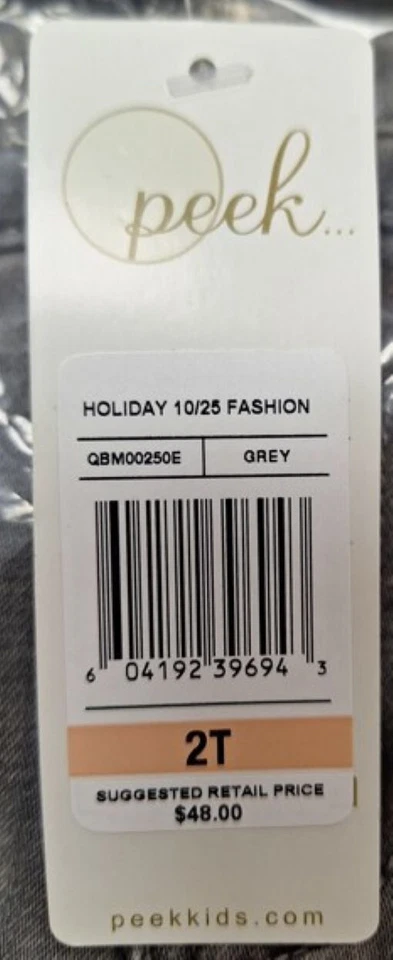 peek...
HOLIDAY 10/25 FASHION
QBM00250E GREY
6 04192 39694 3
2T
SUGGESTED RETAIL PRICE
$48.00
peekkids.com